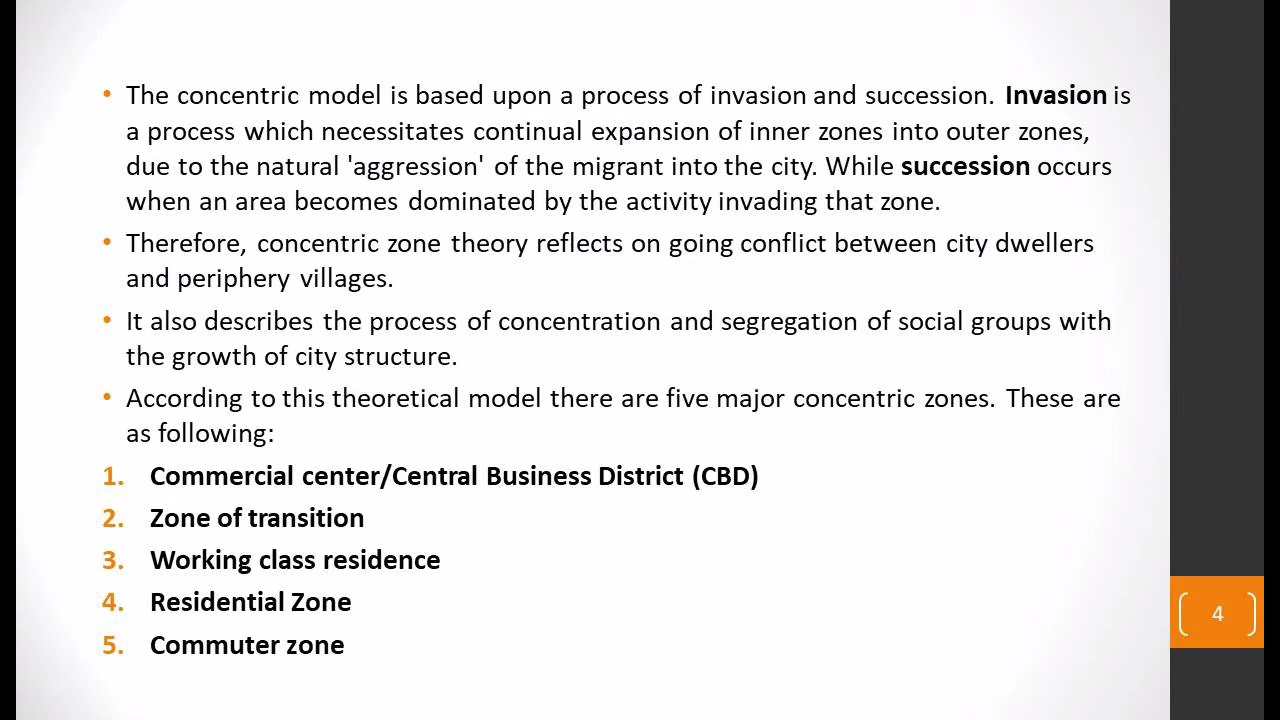 • The concentric model is based upon a process of invasion and succession. Invasion is
a process which necessitates continual expansion of inner zones into outer zones,
due to the natural 'aggression' of the migrant into the city. While succession occurs
when an area becomes dominated by the activity invading that zone.
• Therefore, concentric zone theory reflects on going conflict between city dwellers
and periphery villages.
• It also describes the process of concentration and segregation of social groups with
the growth of city structure.
• According to this theoretical model there are five major concentric zones. These are
as following:
1. Commercial center/Central Business District (CBD)
2. Zone of transition
3. Working class residence
4. Residential Zone
5. Commuter zone
4